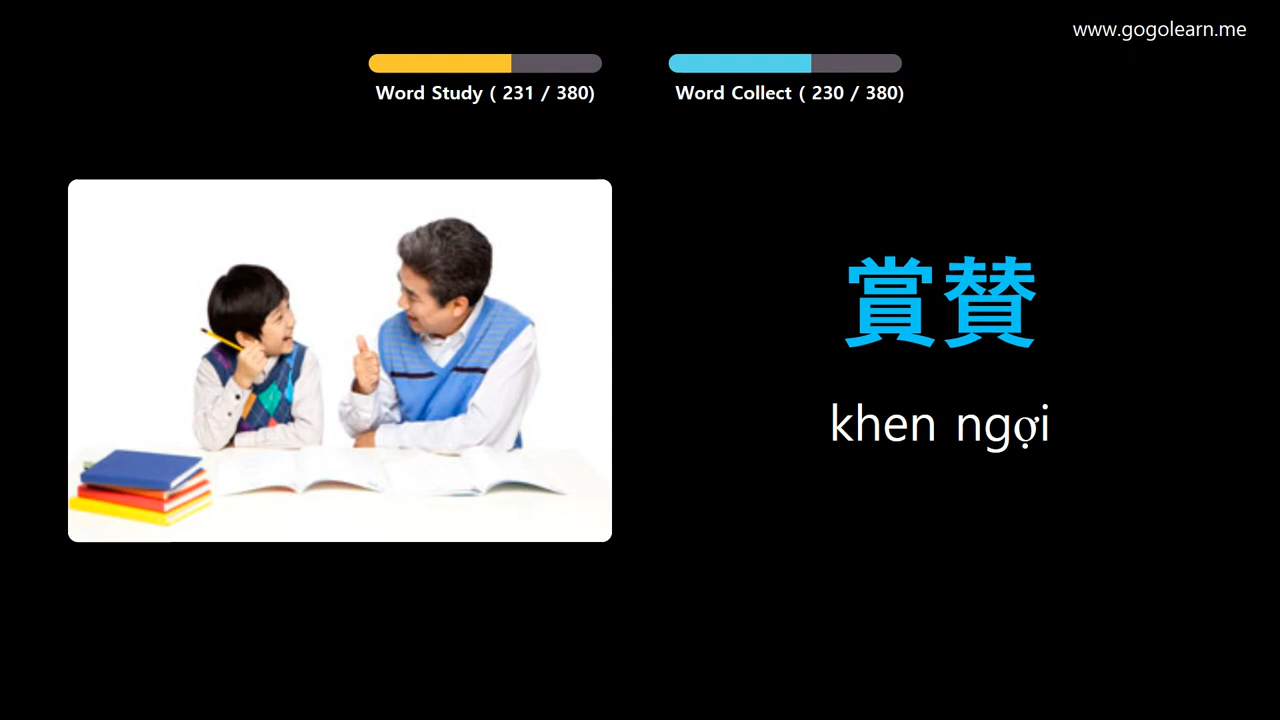 www.gogolearn.me
Word Study ( 231 / 380)
Word Collect ( 230 / 380)
賞賛
khen ngợi